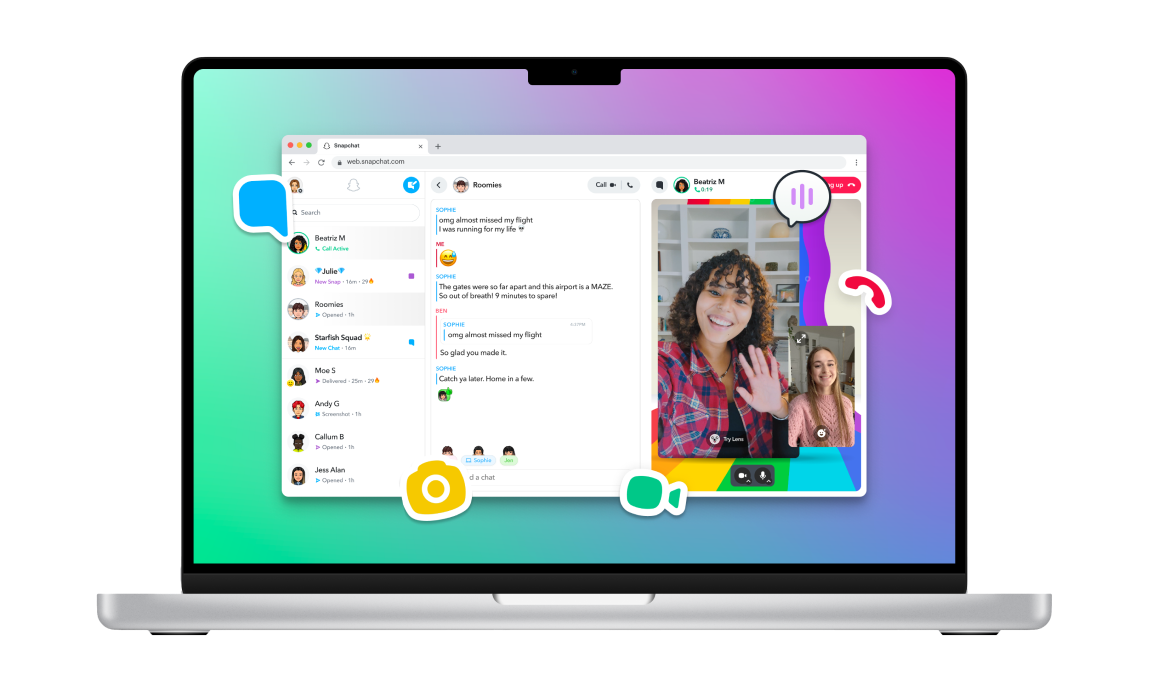 Snapchat
web.snapchat.com
Search
Beatriz M
Call Active
Julie
New Snap · 16m · 29
Roomies
Opened · 1h
Starfish Squad
New Chat · 16m
Moe S
Delivered · 25m · 29
Andy G
Screenshot · 1h
Callum B
Opened · 1h
Jess Alan
Opened · 1h
Roomies
Call
SOPHIE
omg almost missed my flight
I was running for my life
ME
SOPHIE
The gates were so far apart and this airport is a MAZE.
So out of breath! 9 minutes to spare!
BEN
SOPHIE
omg almost missed my flight
So glad you made it.
SOPHIE
Catch ya later. Home in a few.
Sophie
Jen
d a chat
Beatriz M
0:19
ng up
Try Lens